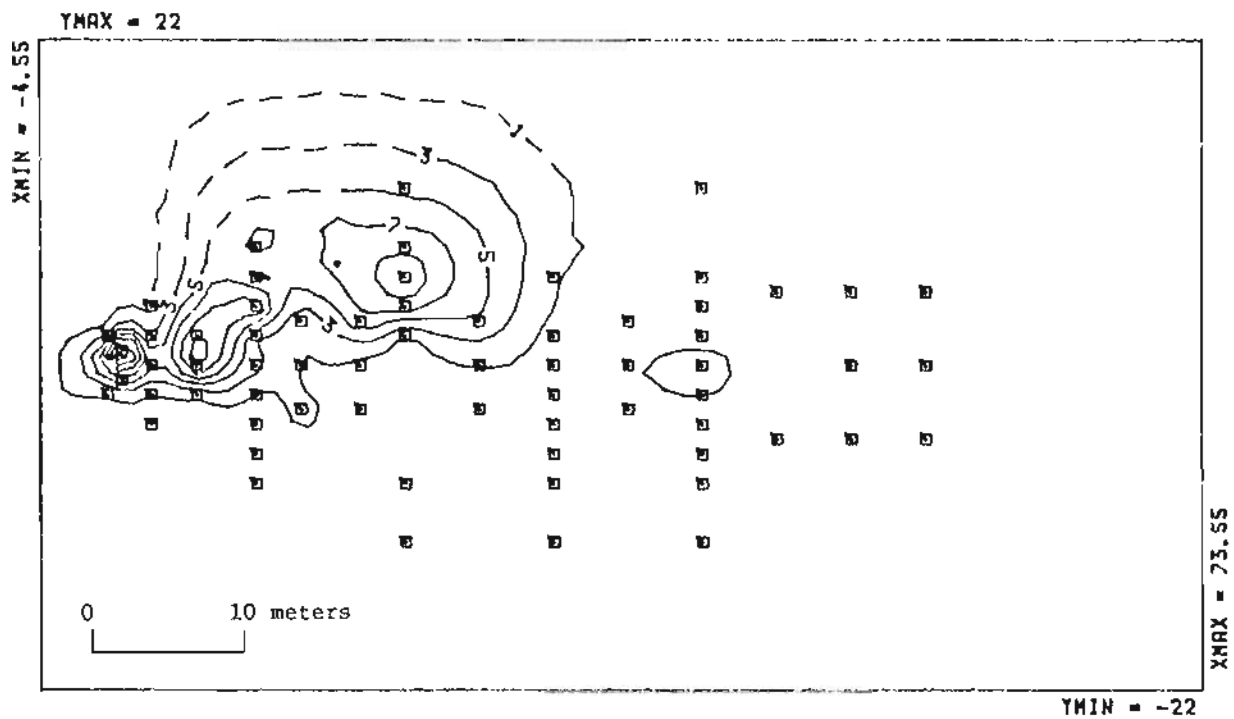 YMAX = 22
XMIN = -4.55
1
3
5
7
5
3
3
0 10 meters
XMAX = 73.55
YMIN = -22